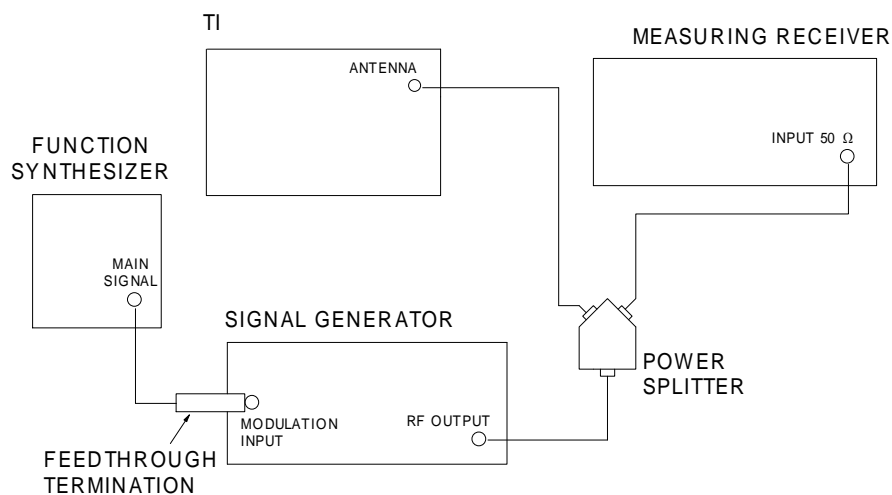 TI
ANTENNA
MEASURING RECEIVER
INPUT 50 Ω
FUNCTION
SYNTHESIZER
MAIN
SIGNAL
SIGNAL GENERATOR
MODULATION
INPUT
RF OUTPUT
POWER
SPLITTER
FEEDTHROUGH
TERMINATION